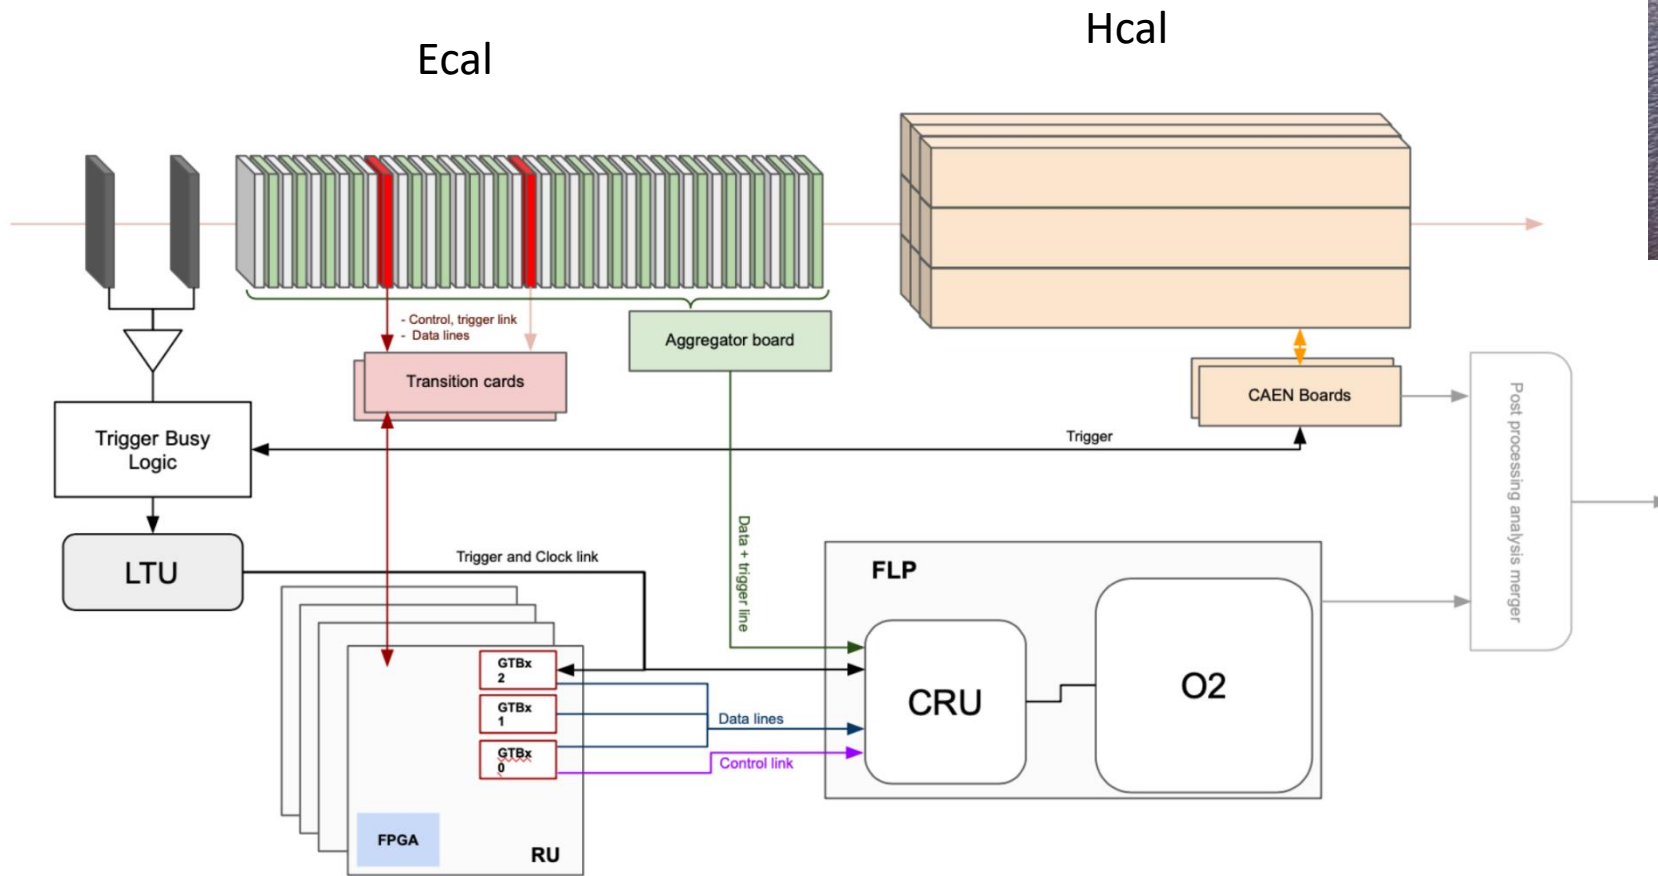 Ecal
Hcal
- Control, trigger link
- Data lines
Aggregator board
Transition cards
CAEN Boards
Trigger Busy
Logic
Trigger
Post processing analysis merger
LTU
Trigger and Clock link
Data + trigger line
FLP
GTBx
2
GTBx
1
GTBx
0
Data lines
Control link
CRU
O2
FPGA
RU